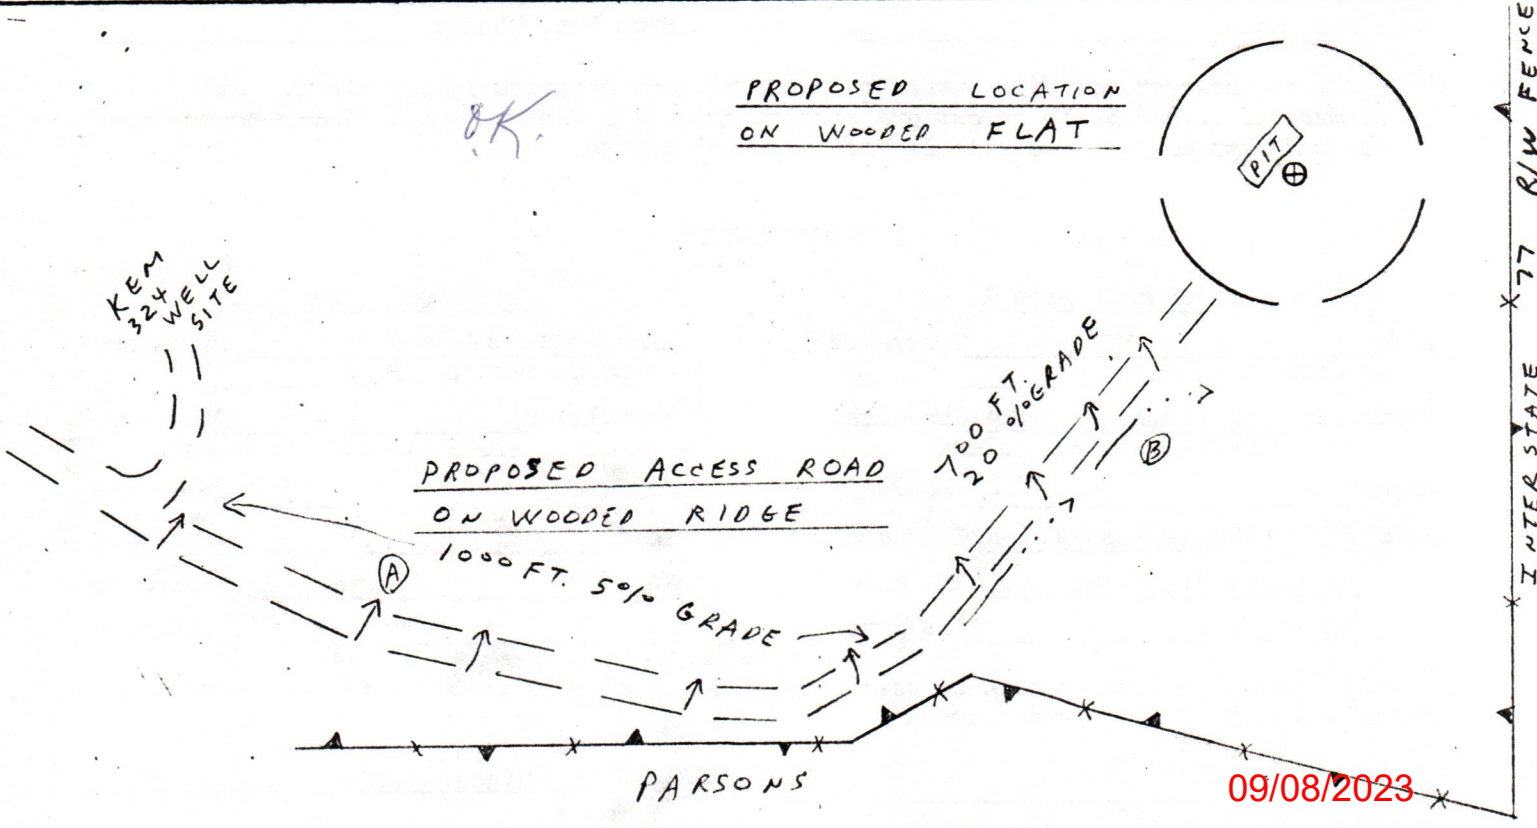 O.K.
PROPOSED LOCATION
ON WOODED FLAT
PIT
INTERSTATE 77 R/W FENCE
KEM
324
WELL
SITE
700 FT.
20 % GRADE
B
PROPOSED ACCESS ROAD
ON WOODED RIDGE
A
1000 FT. 5% GRADE
PARSONS
09/08/2023